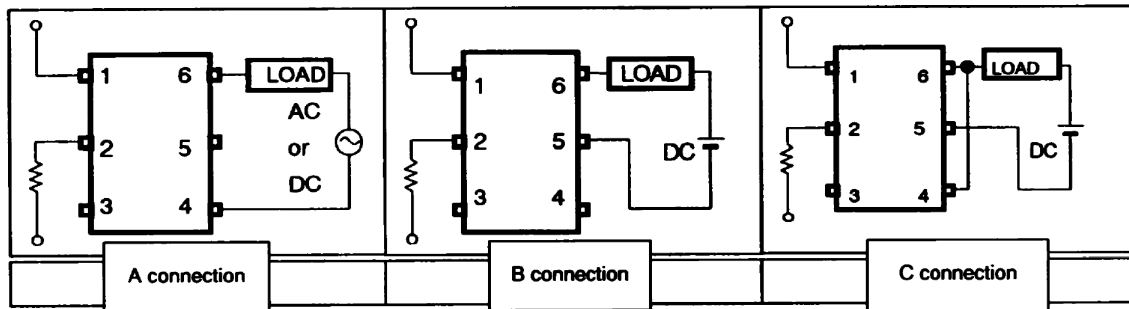 1 6 LOAD
AC
2 5 or
DC
3 4
A connection
1 6 LOAD
2 5 DC
3 4
B connection
1 6 LOAD
2 5 DC
3 4
C connection